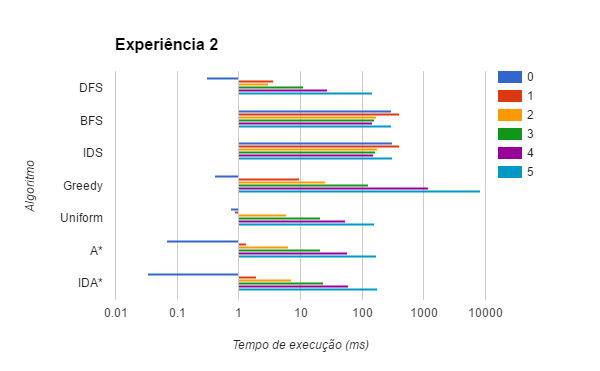 Experiência 2
Algoritmo
DFS
BFS
IDS
Greedy
Uniform
A*
IDA*
0.01 0.1 1 10 100 1000 10000
Tempo de execução (ms)
0
1
2
3
4
5